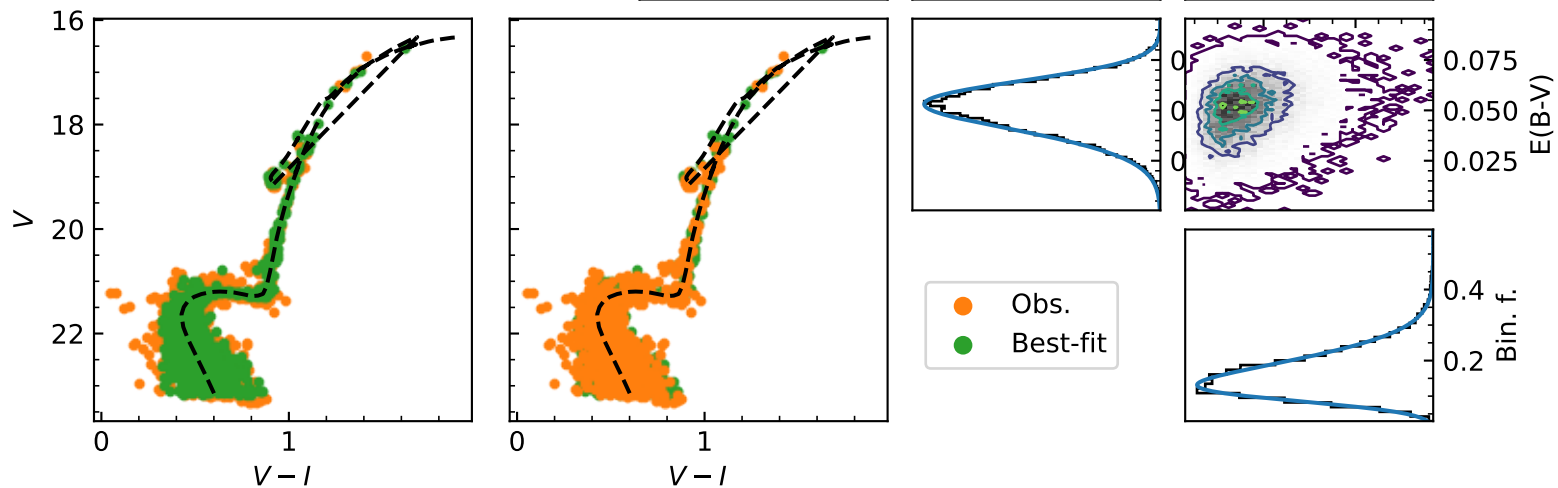 16
18
20
22
V
0
1
V − I
0
1
V − I
0
0
0
0.075
0.050
0.025
E(B-V)
Obs.
Best-fit
0.4
0.2
Bin. f.